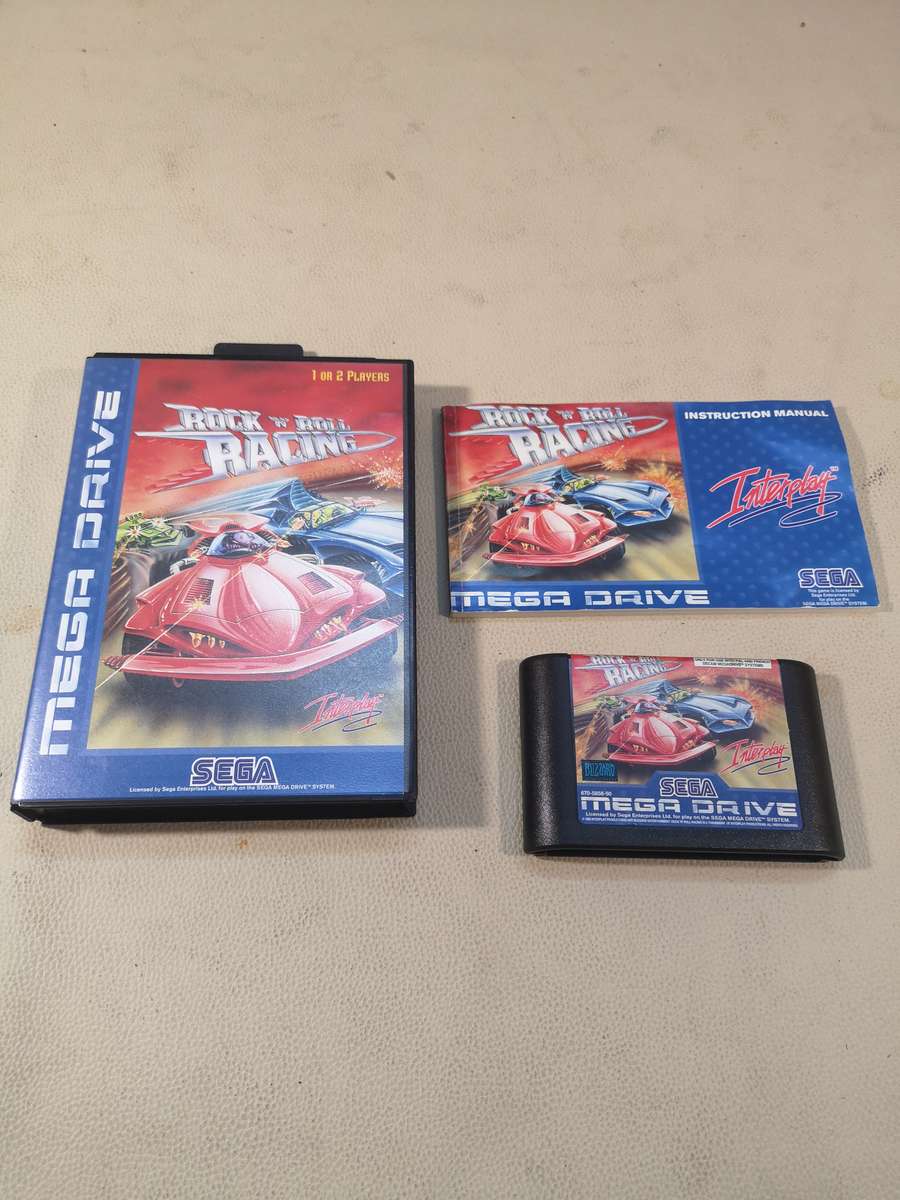 1 OR 2 PLAYERS
ROCK 'N' ROLL
RACING
MEGA DRIVE
Interplay
SEGA
Licensed by Sega Enterprises Ltd. for play on the SEGA MEGA DRIVE™ SYSTEM.
ROCK 'N' ROLL
RACING
INSTRUCTION MANUAL
Interplay™
SEGA
This game is licensed by
Sega Enterprises Ltd.
for play on the
SEGA MEGA DRIVE™ SYSTEM.
MEGA DRIVE
ROCK 'N' ROLL
RACING
Interplay
BLIZZARD
SEGA
MEGA DRIVE
Licensed by Sega Enterprises Ltd. for play on the SEGA MEGA DRIVE™ SYSTEM.